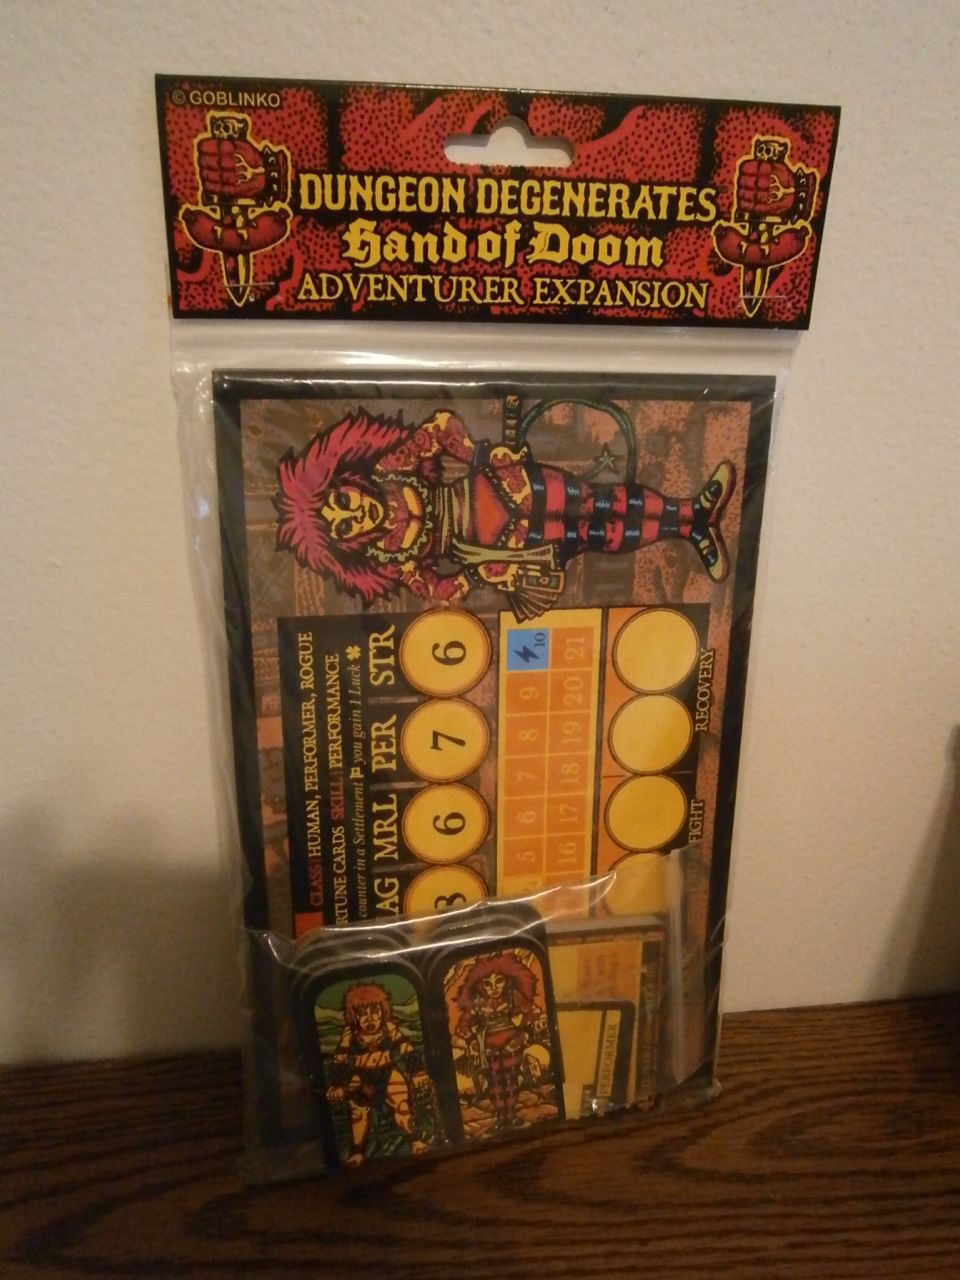 © GOBLINKO
DUNGEON DEGENERATES
Hand of Doom
ADVENTURER EXPANSION
CLASS HUMAN, PERFORMER, ROGUE
CARDS SKILL PERFORMANCE
counter in a Settlement you gain 1 Luck
AG MRL PER STR
6 7 6
5 6 7 8 9 10
16 17 18 19 20 21
FIGHT RECOVERY
PERFORMER